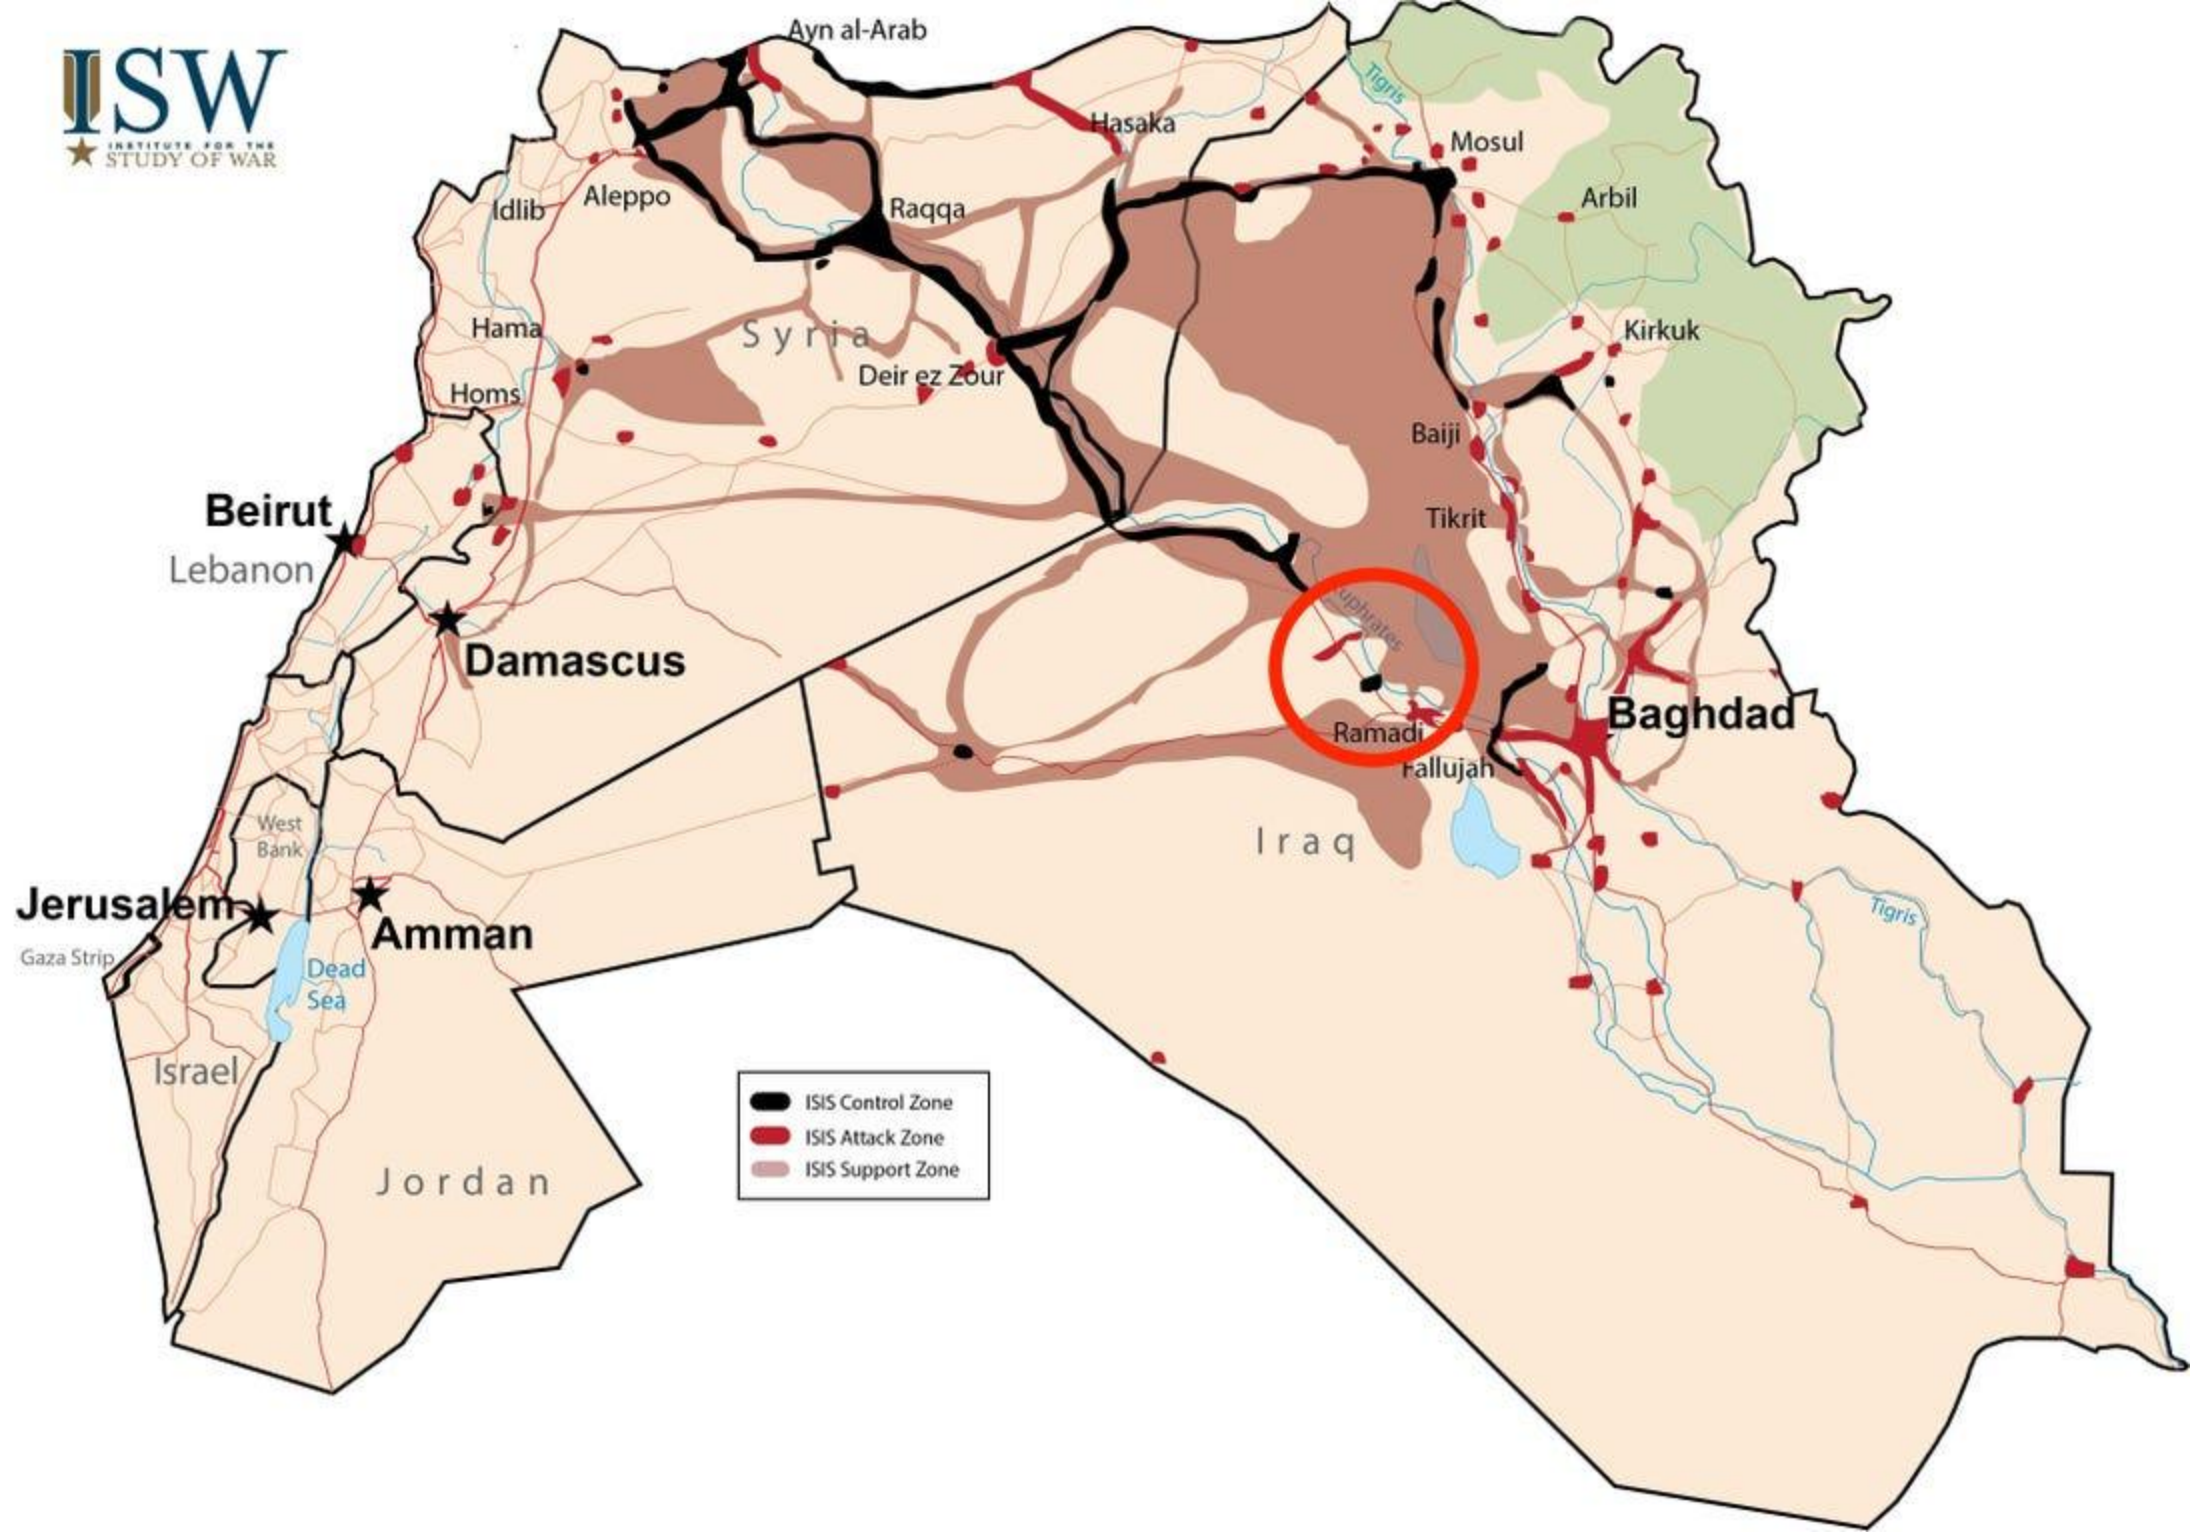 ISW
INSTITUTE FOR THE
STUDY OF WAR
Ayn al-Arab
Tigris
Hasaka
Mosul
Aleppo
Idlib
Raqqa
Arbil
Hama
Syria
Kirkuk
Deir ez Zour
Homs
Baiji
Beirut
Tikrit
Lebanon
Euphrates
Damascus
Baghdad
Ramadi
Fallujah
West
Bank
Iraq
Jerusalem
Amman
Tigris
Gaza Strip
Dead
Sea
Israel
Jordan
ISIS Control Zone
ISIS Attack Zone
ISIS Support Zone